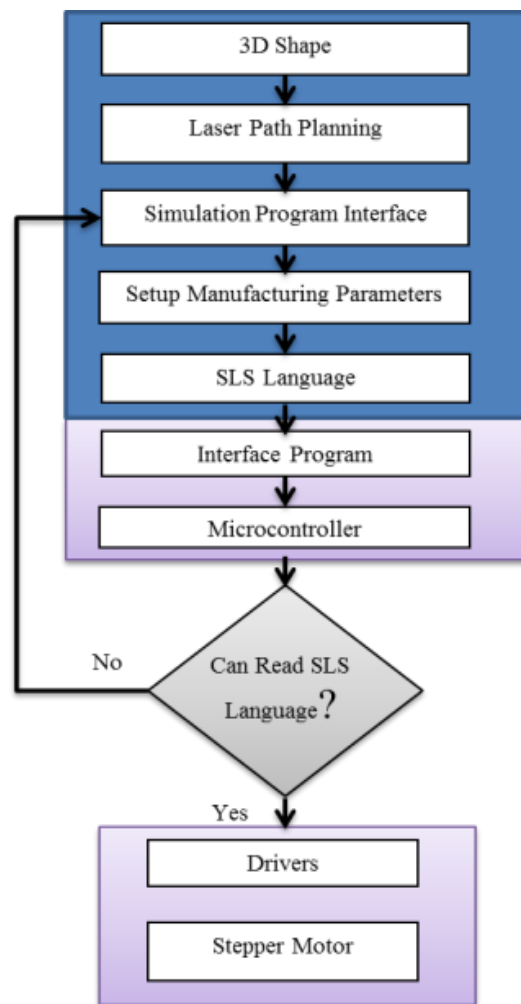 3D Shape
Laser Path Planning
Simulation Program Interface
Setup Manufacturing Parameters
SLS Language
Interface Program
Microcontroller
No
Can Read SLS
Language?
Yes
Drivers
Stepper Motor